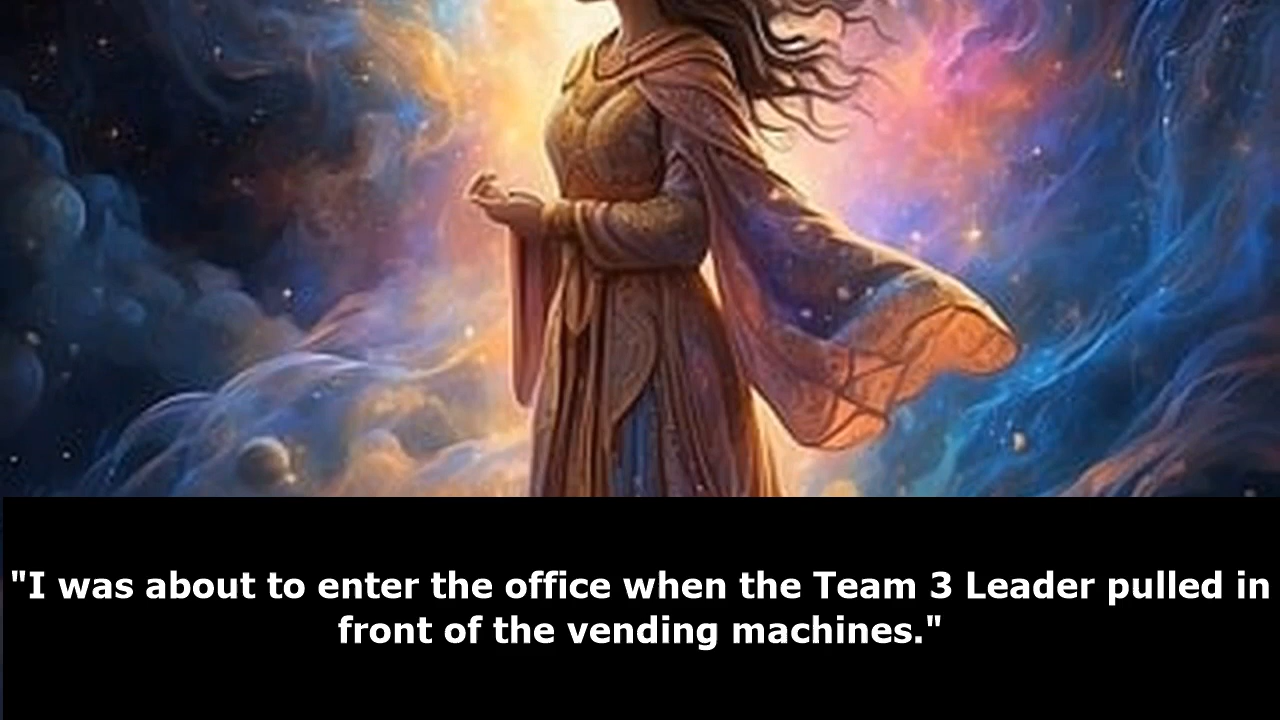 "I was about to enter the office when the Team 3 Leader pulled in
front of the vending machines."